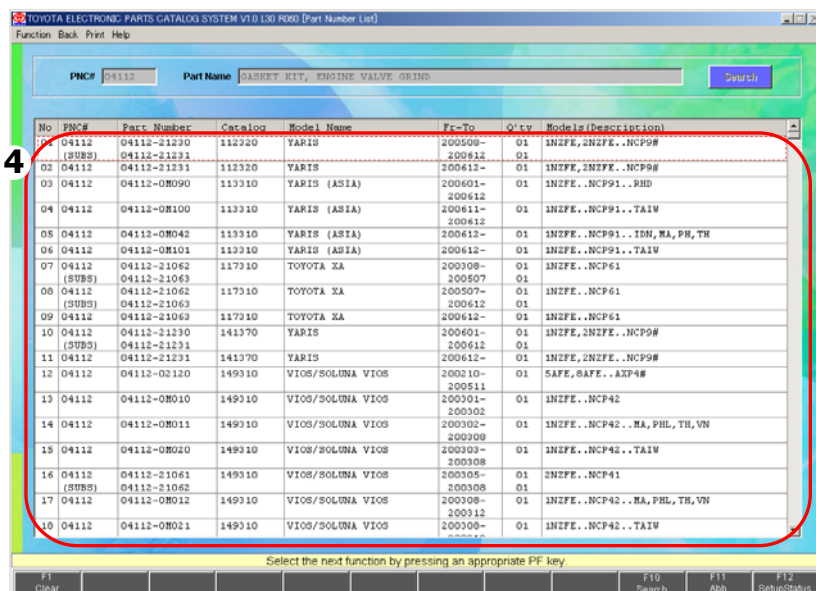 TOYOTA ELECTRONIC PARTS CATALOG SYSTEM V1.0 L30 R060 [Part Number List]
Function Back Print Help
PNC# 04112 Part Name GASKET KIT, ENGINE VALVE GRIND Search
No PNC# Part Number Catalog Model Name Fr-To Q'ty Models(Description)
4
01 04112 04112-21230 112320 YARIS 200508- 01 1NZFE,2NZFE..NCP9#
(SUBS) 04112-21231 200612 01
02 04112 04112-21231 112320 YARIS 200612- 01 1NZFE,2NZFE..NCP9#
03 04112 04112-0M090 113310 YARIS (ASIA) 200601- 01 1NZFE..NCP91..RHD
200612
04 04112 04112-0M100 113310 YARIS (ASIA) 200611- 01 1NZFE..NCP91..TAIW
200612
05 04112 04112-0M042 113310 YARIS (ASIA) 200612- 01 1NZFE..NCP91..IDN,MA,PH,TH
06 04112 04112-0M101 113310 YARIS (ASIA) 200612- 01 1NZFE..NCP91..TAIW
07 04112 04112-21062 117310 TOYOTA XA 200308- 01 1NZFE..NCP61
(SUBS) 04112-21063 200507 01
08 04112 04112-21062 117310 TOYOTA XA 200507- 01 1NZFE..NCP61
(SUBS) 04112-21063 200612 01
09 04112 04112-21063 117310 TOYOTA XA 200612- 01 1NZFE..NCP61
10 04112 04112-21230 141370 YARIS 200601- 01 1NZFE,2NZFE..NCP9#
(SUBS) 04112-21231 200612 01
11 04112 04112-21231 141370 YARIS 200612- 01 1NZFE,2NZFE..NCP9#
12 04112 04112-02120 149310 VIOS/SOLUNA VIOS 200210- 01 5AFE,8AFE..AXP4#
200511
13 04112 04112-0M010 149310 VIOS/SOLUNA VIOS 200301- 01 1NZFE..NCP42
200302
14 04112 04112-0M011 149310 VIOS/SOLUNA VIOS 200302- 01 1NZFE..NCP42..MA,PHL,TH,VN
200308
15 04112 04112-0M020 149310 VIOS/SOLUNA VIOS 200303- 01 1NZFE..NCP42..TAIW
200308
16 04112 04112-21061 149310 VIOS/SOLUNA VIOS 200305- 01 2NZFE..NCP41
(SUBS) 04112-21062 200308 01
17 04112 04112-0M012 149310 VIOS/SOLUNA VIOS 200308- 01 1NZFE..NCP42..MA,PHL,TH,VN
200312
18 04112 04112-0M021 149310 VIOS/SOLUNA VIOS 200308- 01 1NZFE..NCP42..TAIW
Select the next function by pressing an appropriate PF key.
F1 F10 F11 F12
Clear Search Abb SetupStatus